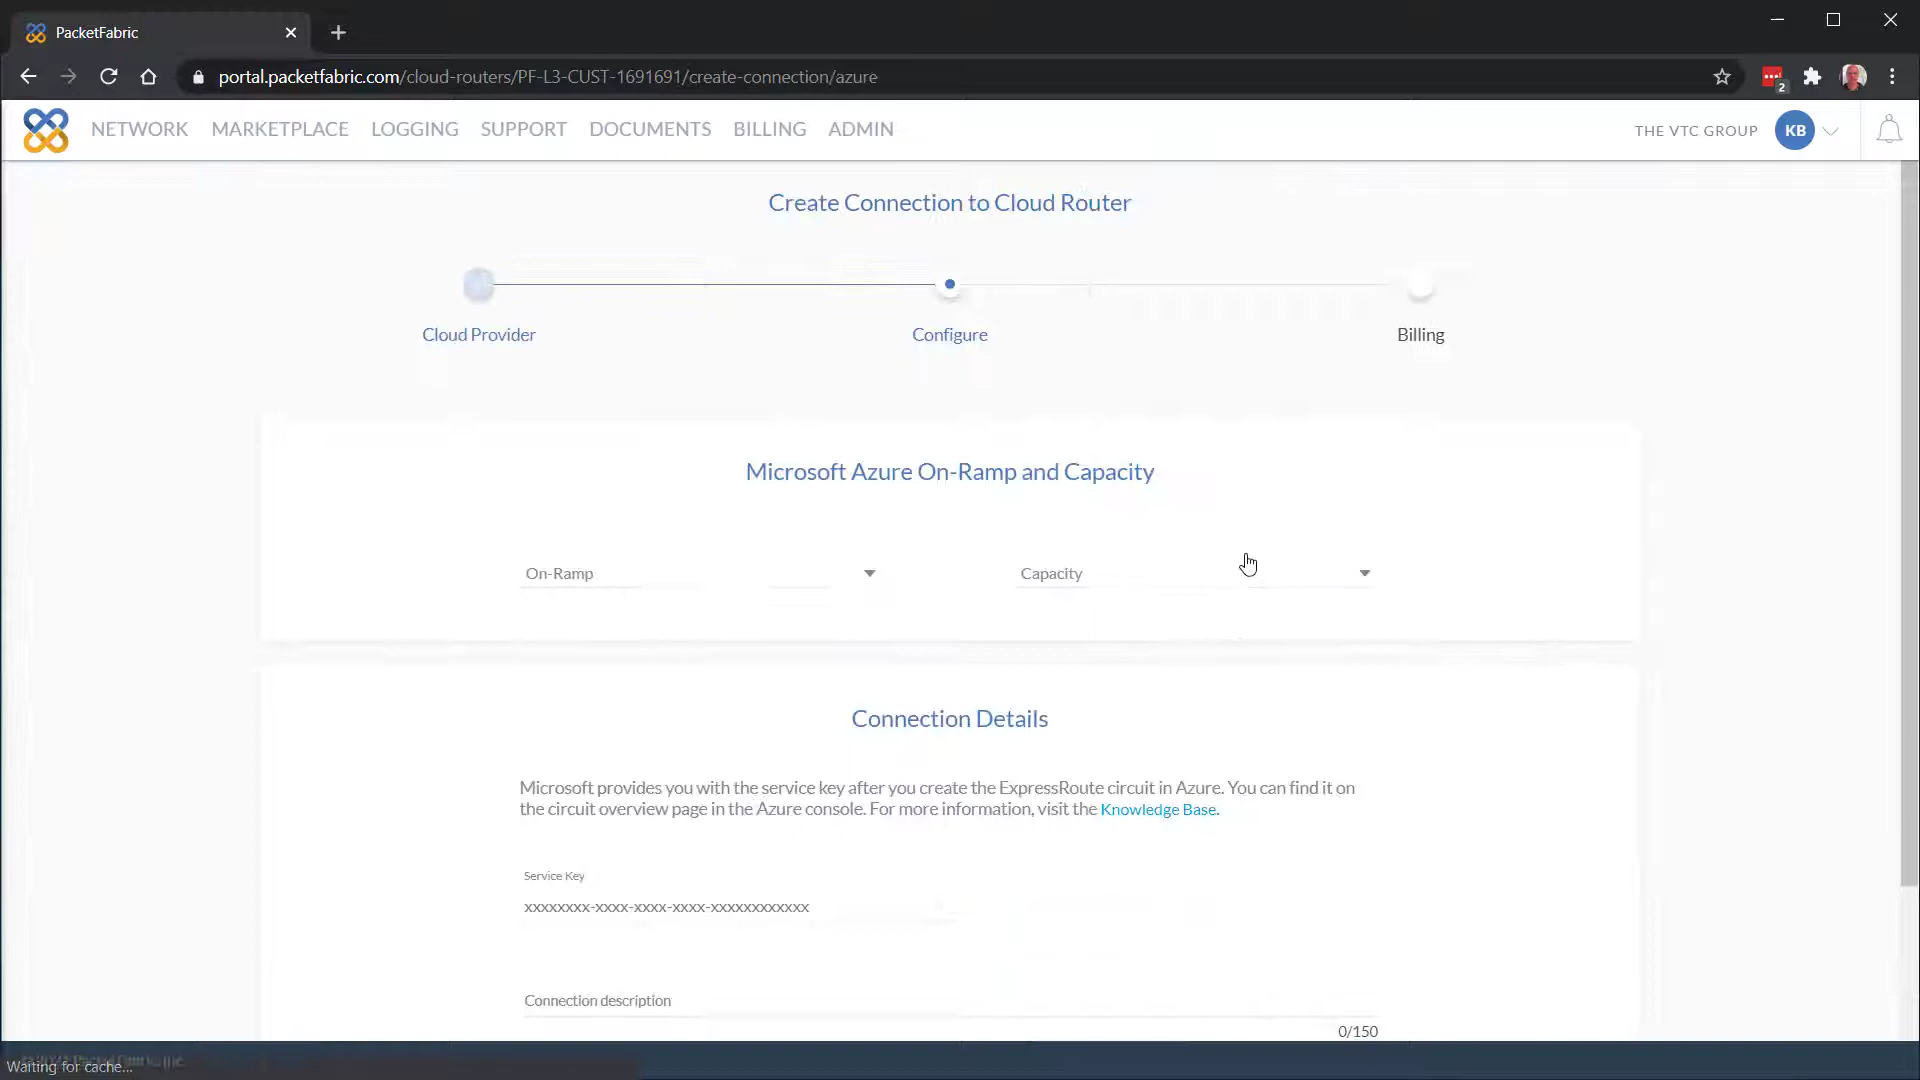 PacketFabric
portal.packetfabric.com/cloud-routers/PF-L3-CUST-1691691/create-connection/azure
2
NETWORK MARKETPLACE LOGGING SUPPORT DOCUMENTS BILLING ADMIN
THE VTC GROUP KB
Create Connection to Cloud Router
Cloud Provider Configure Billing
Microsoft Azure On-Ramp and Capacity
On-Ramp Capacity
Connection Details
Microsoft provides you with the service key after you create the ExpressRoute circuit in Azure. You can find it on
the circuit overview page in the Azure console. For more information, visit the Knowledge Base.
Service Key
xxxxxxxx-xxxx-xxxx-xxxx-xxxxxxxxxxxx
Connection description
0/150
Waiting for cache...